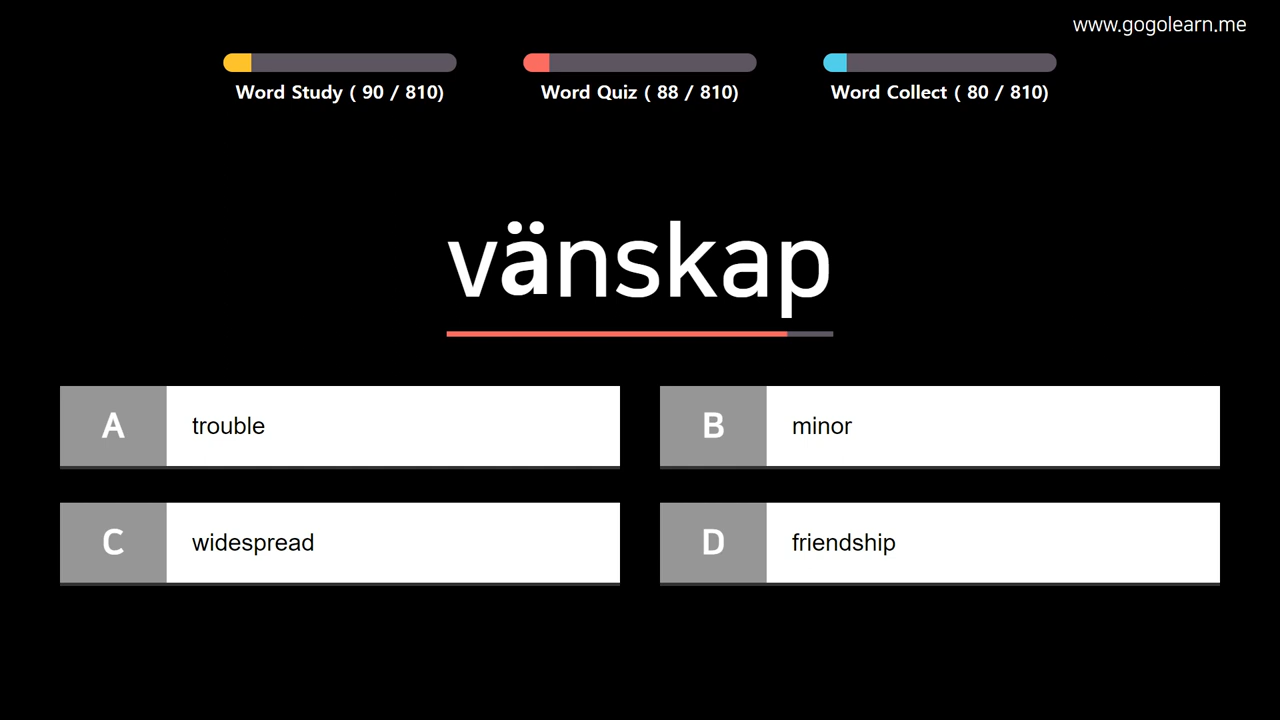 www.gogolearn.me
Word Study ( 90 / 810)
Word Quiz ( 88 / 810)
Word Collect ( 80 / 810)
vänskap
A trouble
B minor
C widespread
D friendship